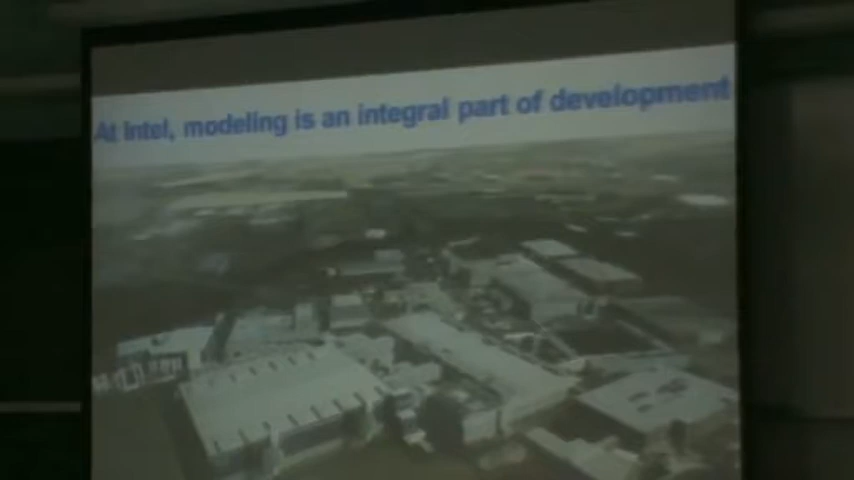 At Intel, modeling is an integral part of development